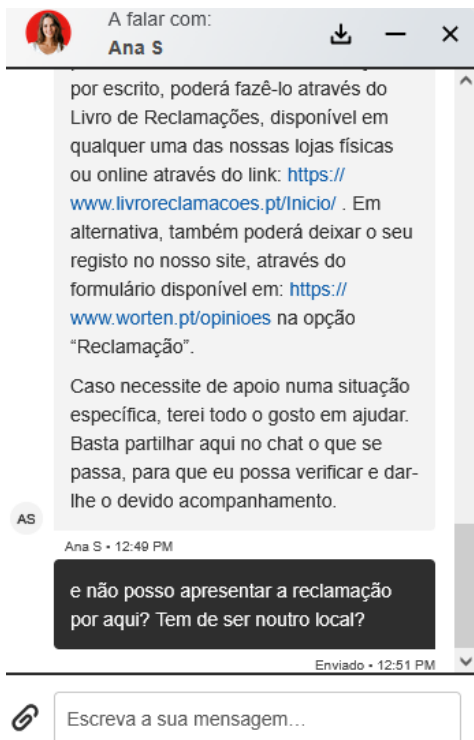 A falar com:
Ana S
por escrito, poderá fazê-lo através do
Livro de Reclamações, disponível em
qualquer uma das nossas lojas físicas
ou online através do link: https://
www.livroreclamacoes.pt/Inicio/ . Em
alternativa, também poderá deixar o seu
registo no nosso site, através do
formulário disponível em: https://
www.worten.pt/opinioes na opção
“Reclamação”.
Caso necessite de apoio numa situação
específica, terei todo o gosto em ajudar.
Basta partilhar aqui no chat o que se
passa, para que eu possa verificar e dar-
lhe o devido acompanhamento.
AS
Ana S • 12:49 PM
e não posso apresentar a reclamação
por aqui? Tem de ser noutro local?
Enviado • 12:51 PM
Escreva a sua mensagem...